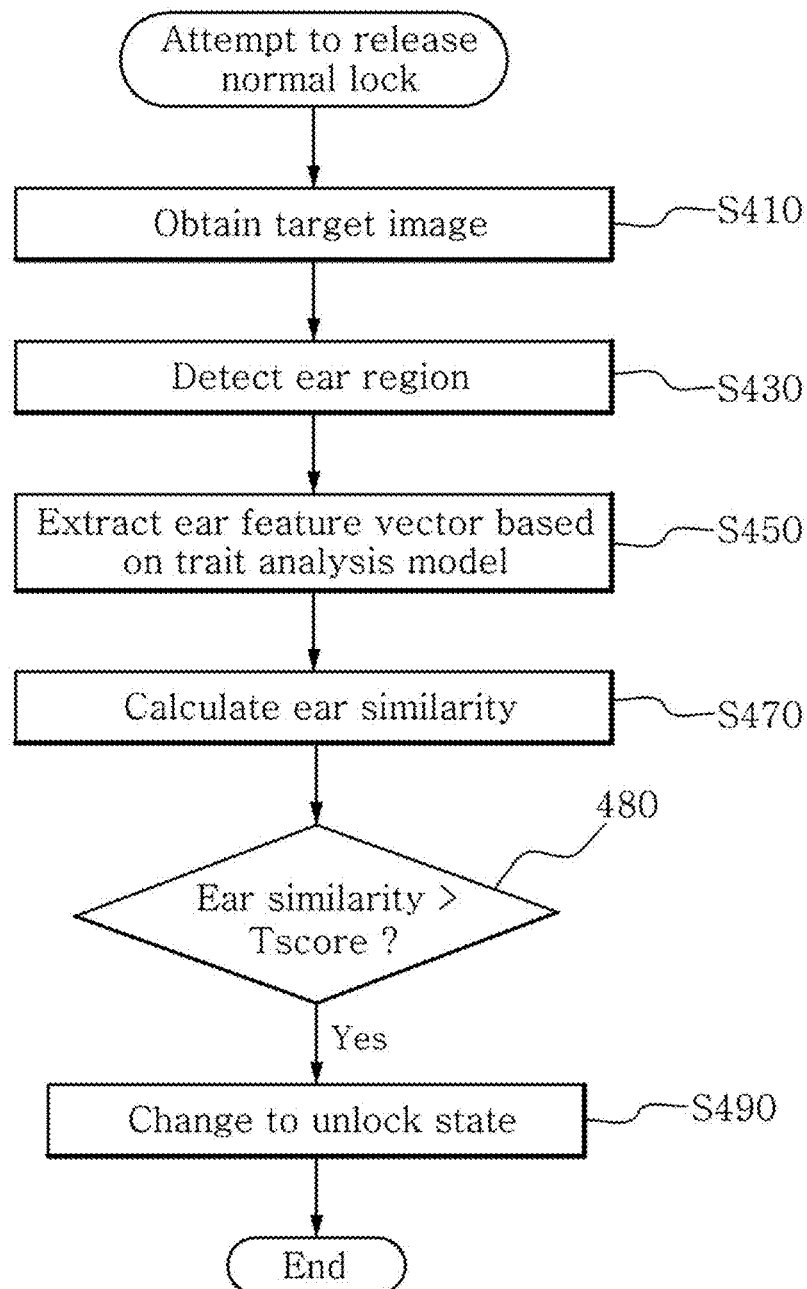 Attempt to release
normal lock
Obtain target image
S410
Detect ear region
S430
Extract ear feature vector based
on trait analysis model
S450
Calculate ear similarity
S470
480
Ear similarity >
Tscore ?
Yes
Change to unlock state
S490
End